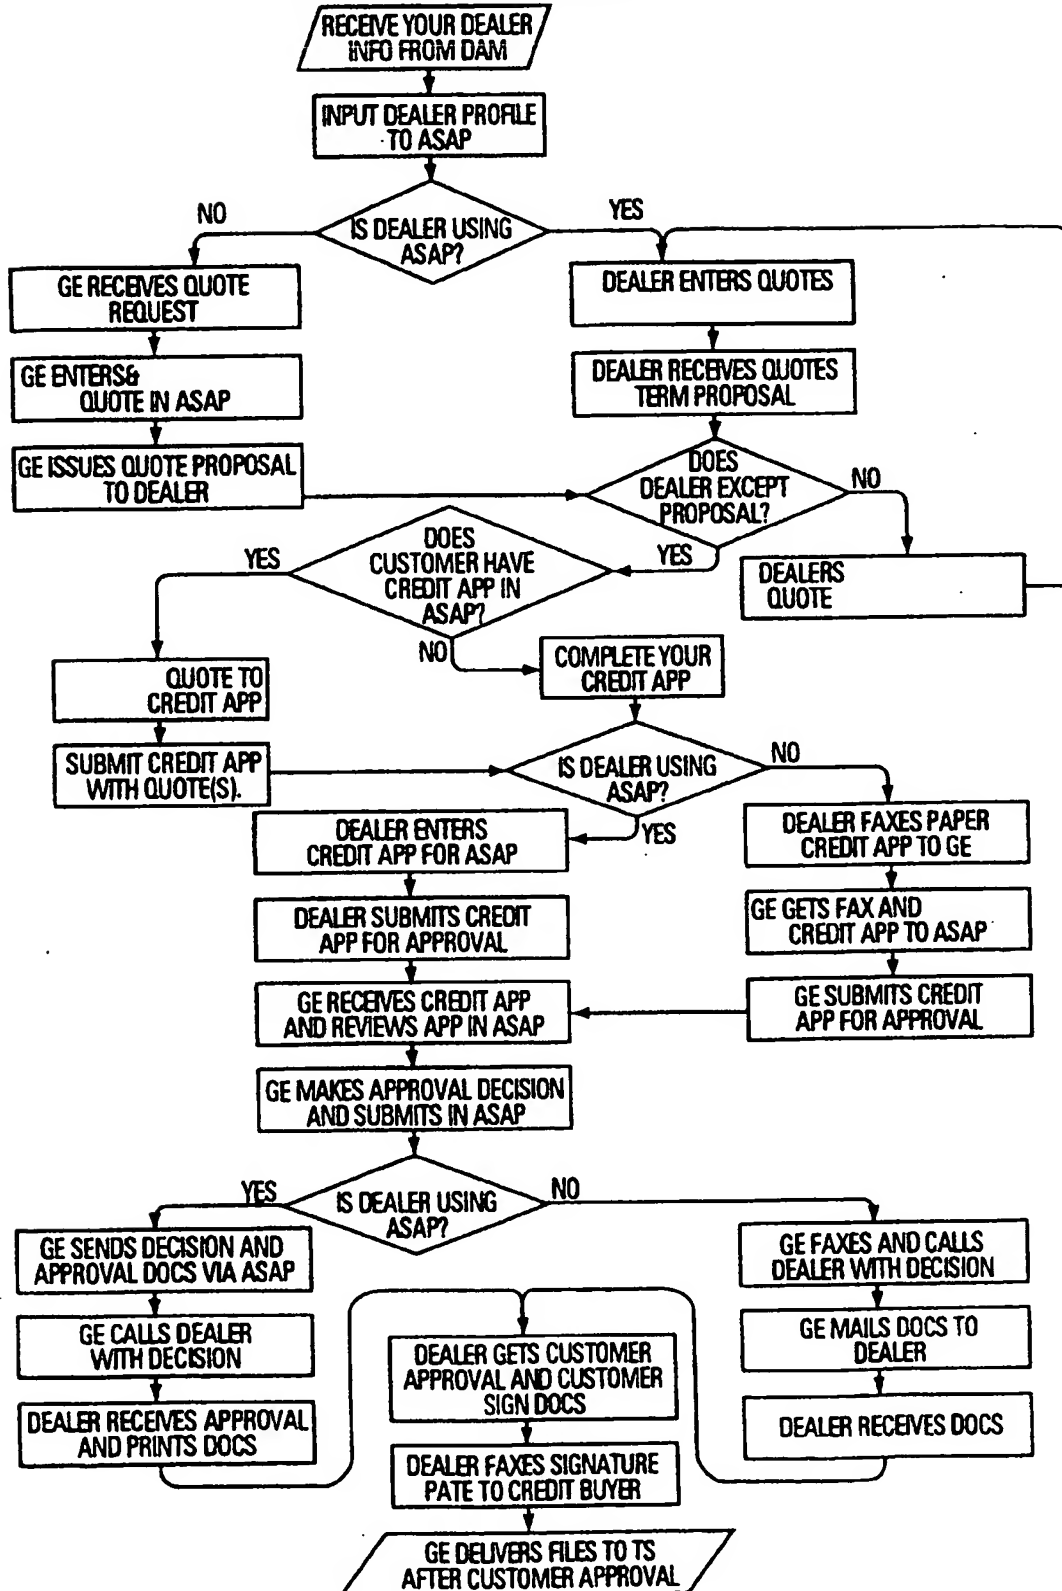 RECEIVE YOUR DEALER
INFO FROM DAM
INPUT DEALER PROFILE
TO ASAP
IS DEALER USING
ASAP?
NO
YES
GE RECEIVES QUOTE
REQUEST
DEALER ENTERS QUOTES
GE ENTERS&
QUOTE IN ASAP
DEALER RECEIVES QUOTES
TERM PROPOSAL
GE ISSUES QUOTE PROPOSAL
TO DEALER
DOES
DEALER EXCEPT
PROPOSAL?
NO
YES
DEALERS
QUOTE
DOES
CUSTOMER HAVE
CREDIT APP IN
ASAP?
YES
NO
QUOTE TO
CREDIT APP
COMPLETE YOUR
CREDIT APP
SUBMIT CREDIT APP
WITH QUOTE(S).
IS DEALER USING
ASAP?
NO
YES
DEALER ENTERS
CREDIT APP FOR ASAP
DEALER FAXES PAPER
CREDIT APP TO GE
DEALER SUBMITS CREDIT
APP FOR APPROVAL
GE GETS FAX AND
CREDIT APP TO ASAP
GE RECEIVES CREDIT APP
AND REVIEWS APP IN ASAP
GE SUBMITS CREDIT
APP FOR APPROVAL
GE MAKES APPROVAL DECISION
AND SUBMITS IN ASAP
IS DEALER USING
ASAP?
YES
NO
GE SENDS DECISION AND
APPROVAL DOCS VIA ASAP
GE FAXES AND CALLS
DEALER WITH DECISION
GE CALLS DEALER
WITH DECISION
GE MAILS DOCS TO
DEALER
DEALER RECEIVES APPROVAL
AND PRINTS DOCS
DEALER RECEIVES DOCS
DEALER GETS CUSTOMER
APPROVAL AND CUSTOMER
SIGN DOCS
DEALER FAXES SIGNATURE
PATE TO CREDIT BUYER
GE DELIVERS FILES TO TS
AFTER CUSTOMER APPROVAL